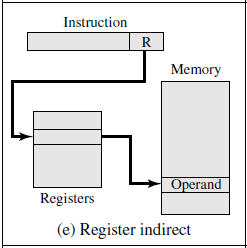 Instruction
R
Memory
Operand
Registers
(e) Register indirect